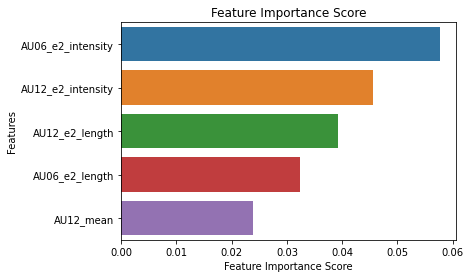 Feature Importance Score
Features
AU06_e2_intensity
AU12_e2_intensity
AU12_e2_length
AU06_e2_length
AU12_mean
0.00 0.01 0.02 0.03 0.04 0.05 0.06
Feature Importance Score